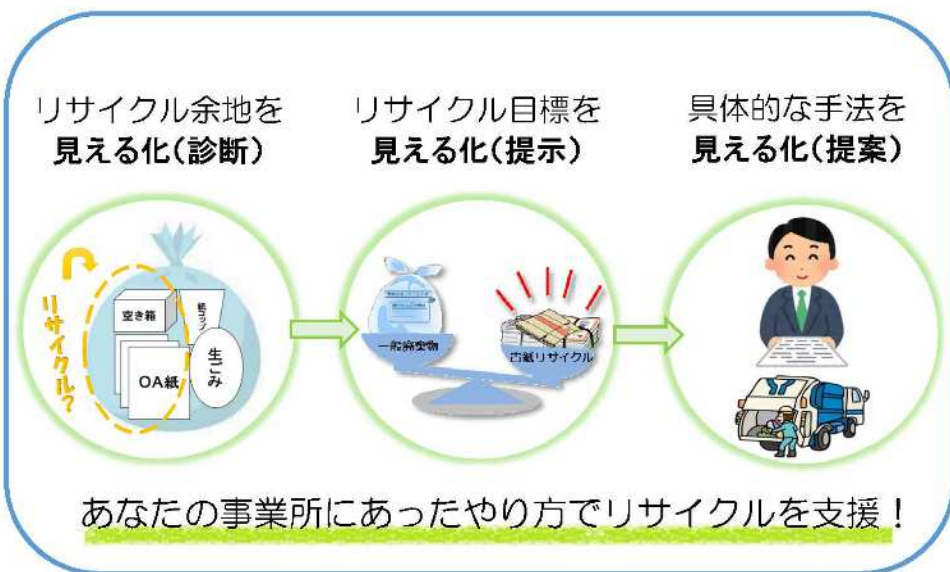 リサイクル余地を
見える化(診断)
リサイクル目標を
見える化(提示)
具体的な手法を
見える化(提案)
リサイクル?
空き箱
紙コップ
OA紙
生ごみ
一般廃棄物
古紙リサイクル
あなたの事業所にあったやり方でリサイクルを支援!